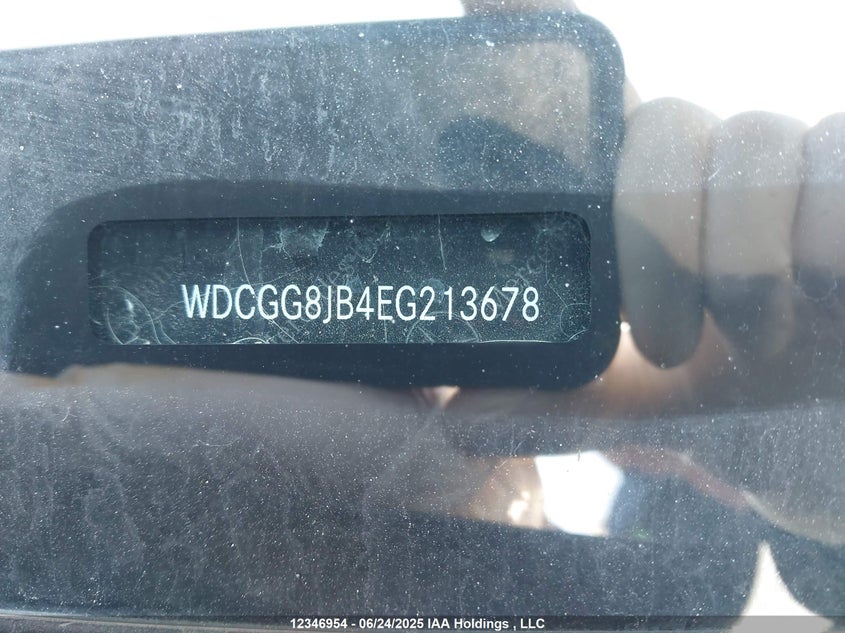 WDCGG8JB4EG213678
12346954 - 06/24/2025 IAA Holdings , LLC